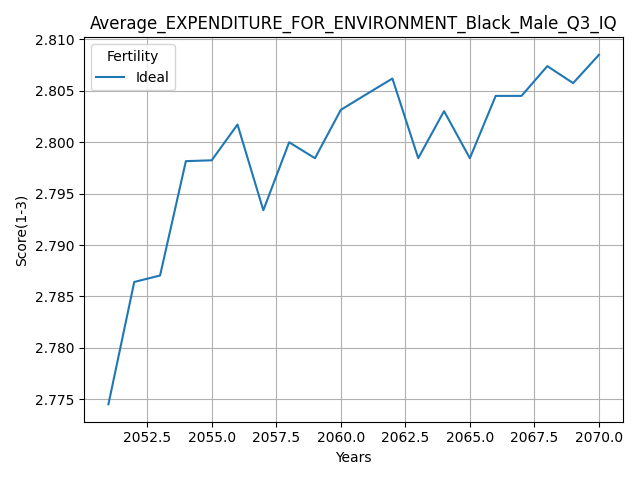 Average_EXPENDITURE_FOR_ENVIRONMENT_Black_Male_Q3_IQ
Fertility
Ideal
2.810
2.805
2.800
2.795
2.790
2.785
2.780
2.775
Score(1-3)
2052.5 2055.0 2057.5 2060.0 2062.5 2065.0 2067.5 2070.0
Years